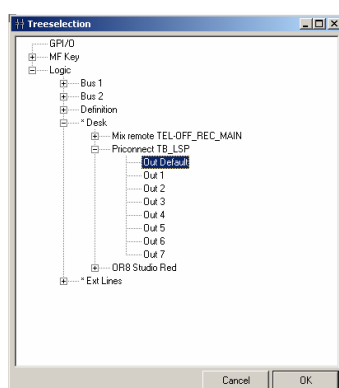 Treeselection
GPI/O
MF Key
Logic
Bus 1
Bus 2
Definition
* Desk
Mix remote TEL-OFF_REC_MAIN
Priconnect TB_LSP
Out Default
Out 1
Out 2
Out 3
Out 4
Out 5
Out 6
Out 7
OR8 Studio Red
* Ext Lines
Cancel OK